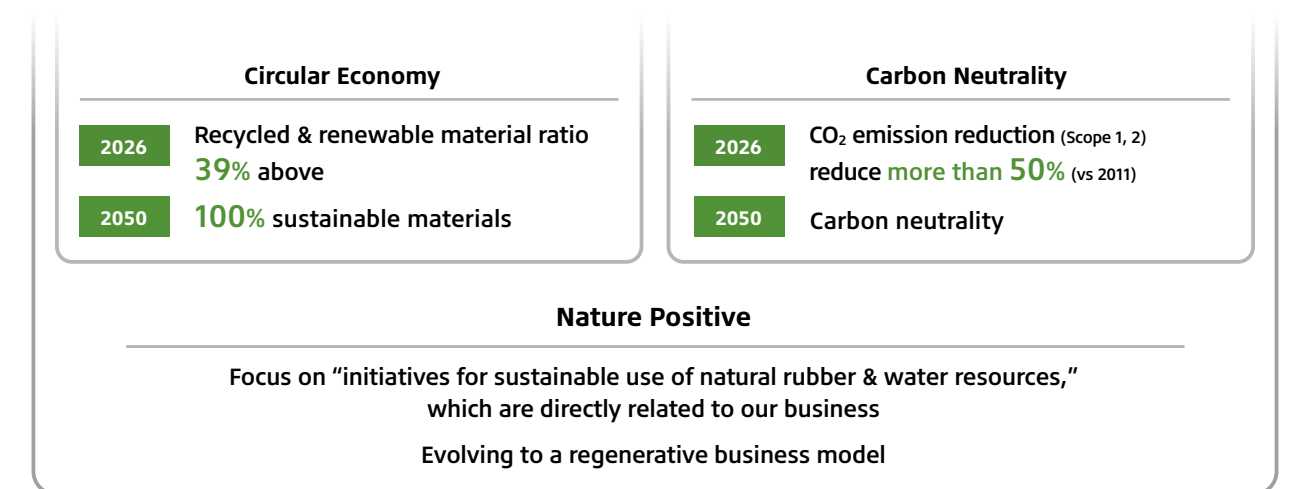 Circular Economy
2026
Recycled & renewable material ratio
39% above
2050
100% sustainable materials
Carbon Neutrality
2026
CO₂ emission reduction (Scope 1, 2)
reduce more than 50% (vs 2011)
2050
Carbon neutrality
Nature Positive
Focus on “initiatives for sustainable use of natural rubber & water resources,”
which are directly related to our business
Evolving to a regenerative business model